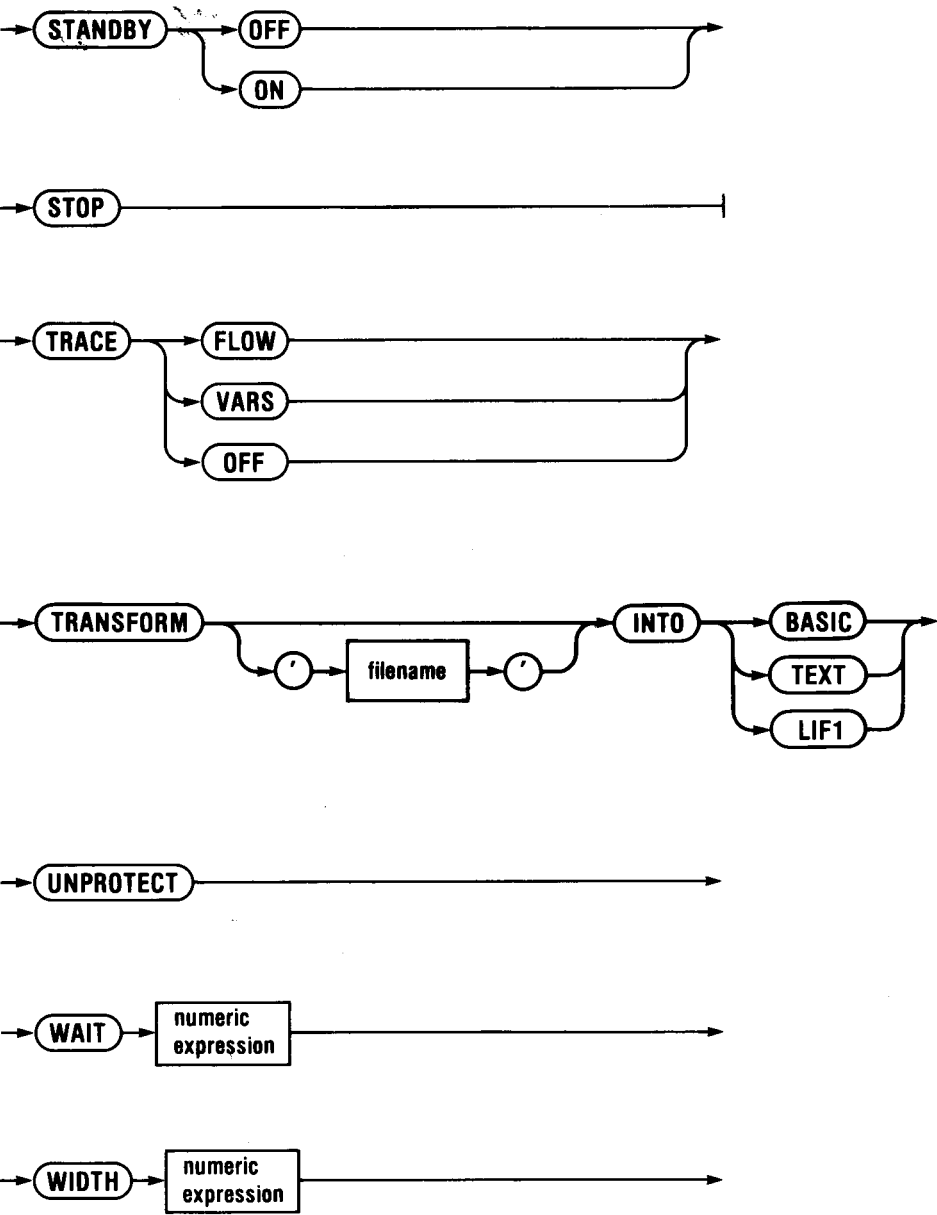 STANDBY OFF
ON
STOP
TRACE FLOW
VARS
OFF
TRANSFORM INTO BASIC
' filename ' TEXT
LIF1
UNPROTECT
WAIT numeric
expression
WIDTH numeric
expression